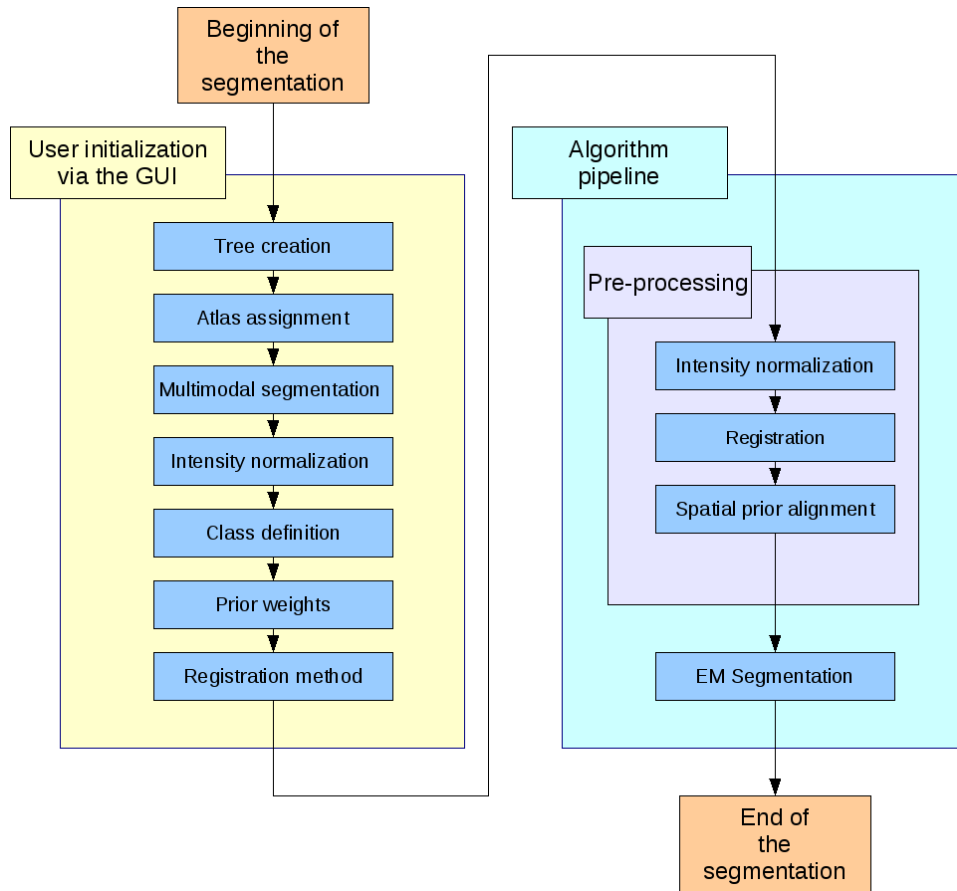 Beginning of
the
segmentation
User initialization
via the GUI
Tree creation
Atlas assignment
Multimodal segmentation
Intensity normalization
Class definition
Prior weights
Registration method
Algorithm
pipeline
Pre-processing
Intensity normalization
Registration
Spatial prior alignment
EM Segmentation
End of
the
segmentation